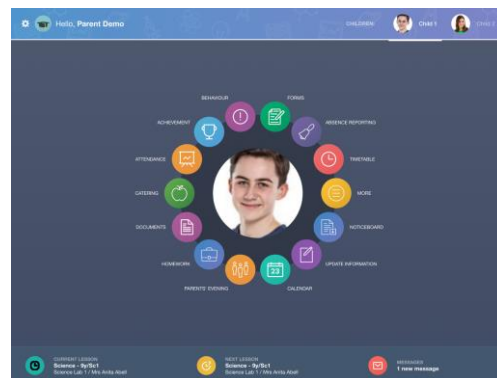 Hello, Parent Demo
CHILDREN:
Child 1
Child 2
BEHAVIOUR
FORMS
ACHIEVEMENT
ABSENCE REPORTING
ATTENDANCE
TIMETABLE
CATERING
MORE
DOCUMENTS
NOTICEBOARD
HOMEWORK
UPDATE INFORMATION
PARENTS' EVENING
23
CALENDAR
CURRENT LESSON
Science - 9y/Sc1
Science Lab 1 / Mrs Anita Abell
NEXT LESSON
Science - 9y/Sc1
Science Lab 1 / Mrs Anita Abell
MESSAGES
1 new message